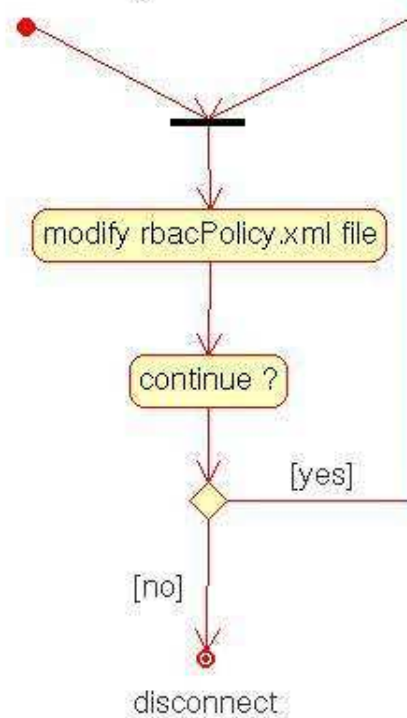 modify rbacPolicy.xml file
continue ?
[yes]
[no]
disconnect